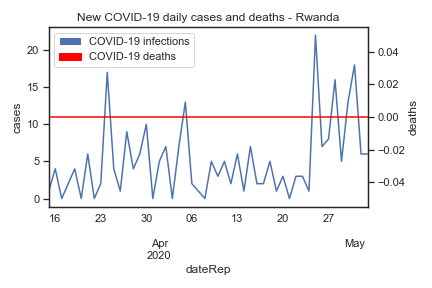 New COVID-19 daily cases and deaths - Rwanda
COVID-19 infections
COVID-19 deaths
20
15
10
5
0
cases
0.04
0.02
0.00
−0.02
−0.04
deaths
16 23 30 06 13 20 27
Apr May
2020
dateRep